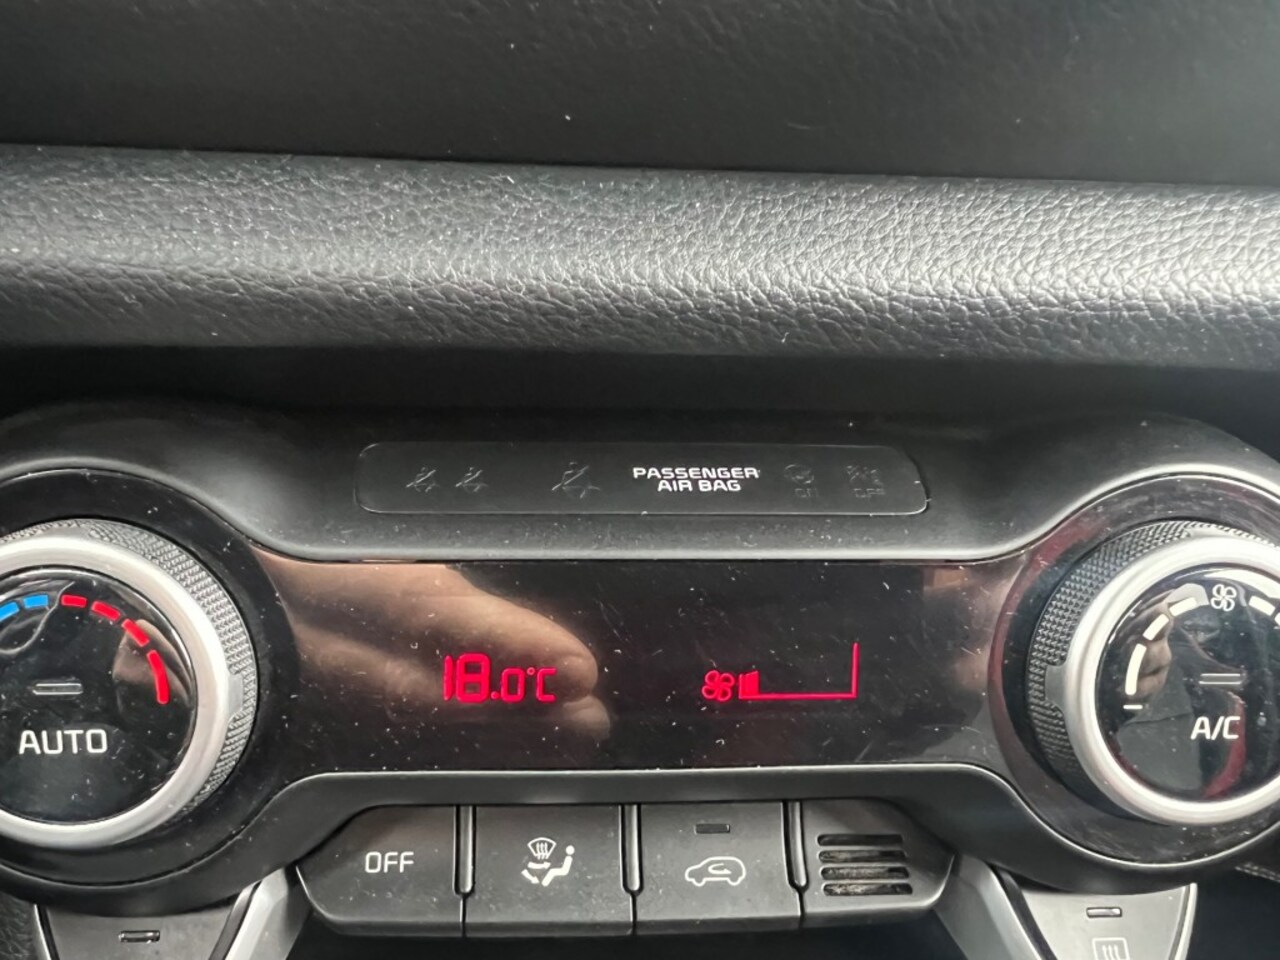 PASSENGER
AIR BAG
ON
OFF
18.0°C
AUTO
A/C
OFF